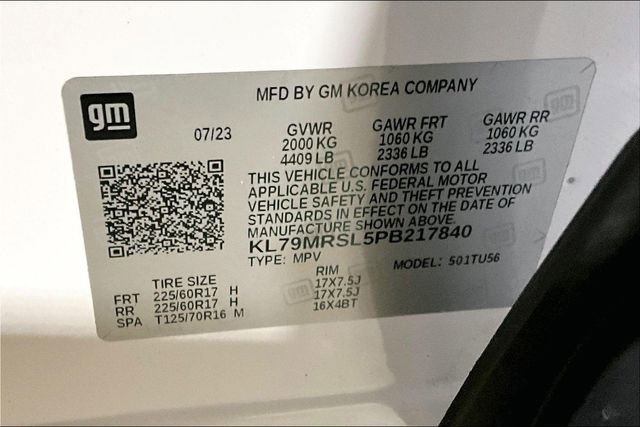 MFD BY GM KOREA COMPANY
gm
07/23
GVWR GAWR FRT GAWR RR
2000 KG 1060 KG 1060 KG
4409 LB 2336 LB 2336 LB
THIS VEHICLE CONFORMS TO ALL
APPLICABLE U.S. FEDERAL MOTOR
VEHICLE SAFETY AND THEFT PREVENTION
STANDARDS IN EFFECT ON THE DATE OF
MANUFACTURE SHOWN ABOVE.
KL79MRSL5PB217840
TYPE: MPV MODEL: 501TU56
TIRE SIZE RIM
FRT 225/60R17 H 17X7.5J
RR 225/60R17 H 17X7.5J
SPA T125/70R16 M 16X4BT